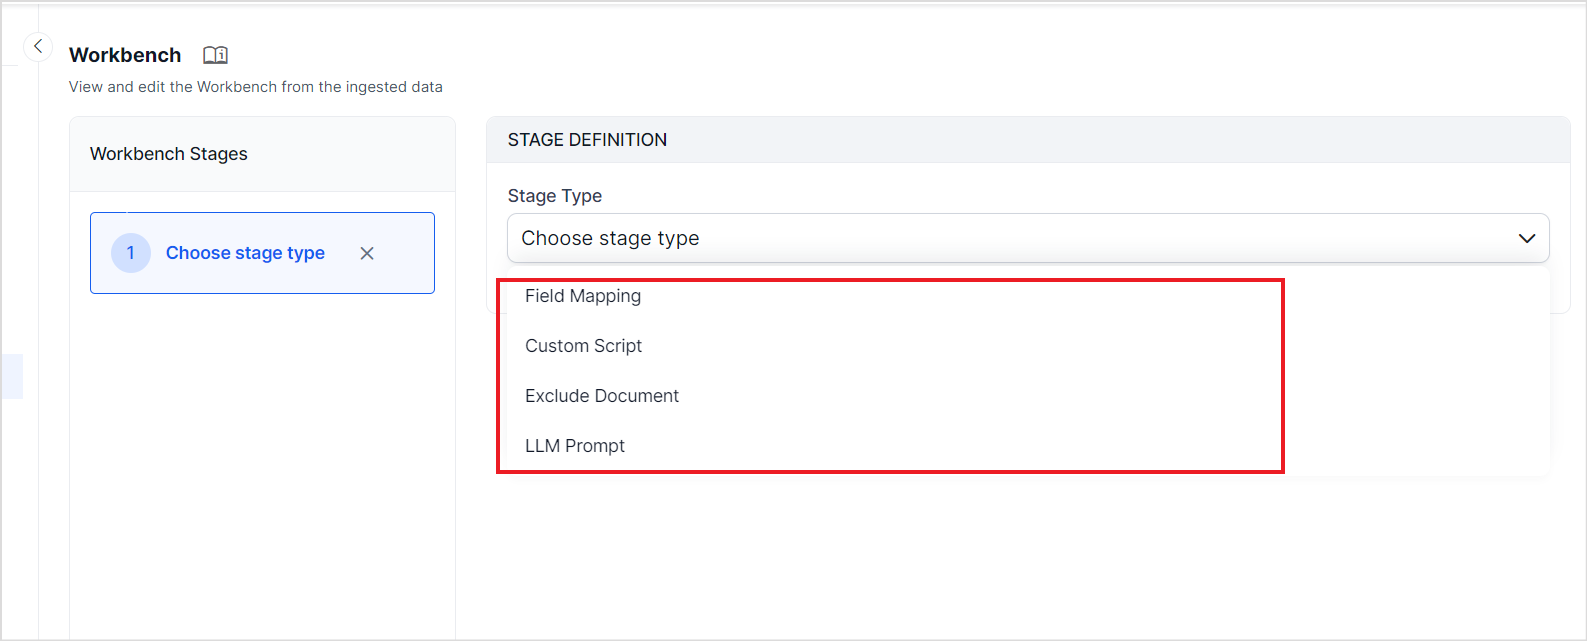 Workbench
View and edit the Workbench from the ingested data
Workbench Stages
1 Choose stage type
STAGE DEFINITION
Stage Type
Choose stage type
Field Mapping
Custom Script
Exclude Document
LLM Prompt